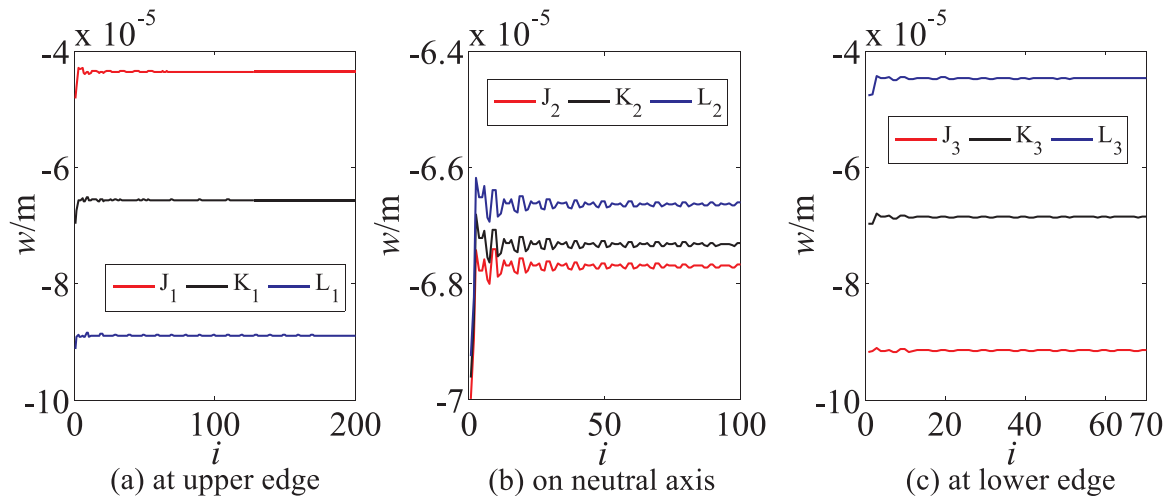 x 10⁻⁵
-4
-6
-8
-10
w/m
J₁ K₁ L₁
0 100 200
i
(a) at upper edge
x 10⁻⁵
-6.4
-6.6
-6.8
-7
J₂ K₂ L₂
0 50 100
i
(b) on neutral axis
x 10⁻⁵
-4
-6
-8
-10
w/m
J₃ K₃ L₃
0 20 40 60 70
i
(c) at lower edge